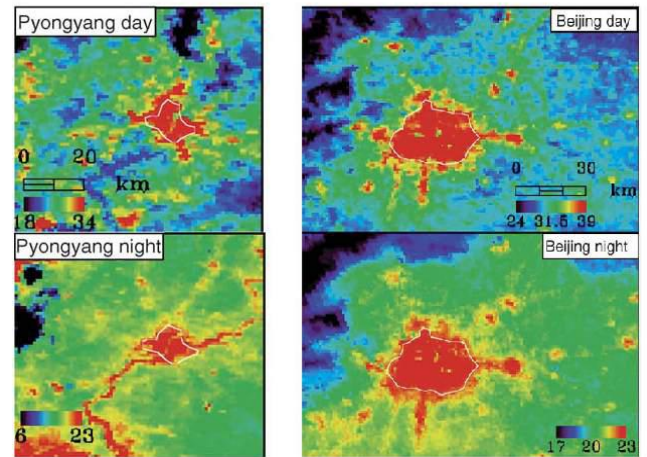 Pyongyang day
0 20
km
18 34
Beijing day
0 30
km
24 31.5 39
Pyongyang night
6 23
Beijing night
17 20 23